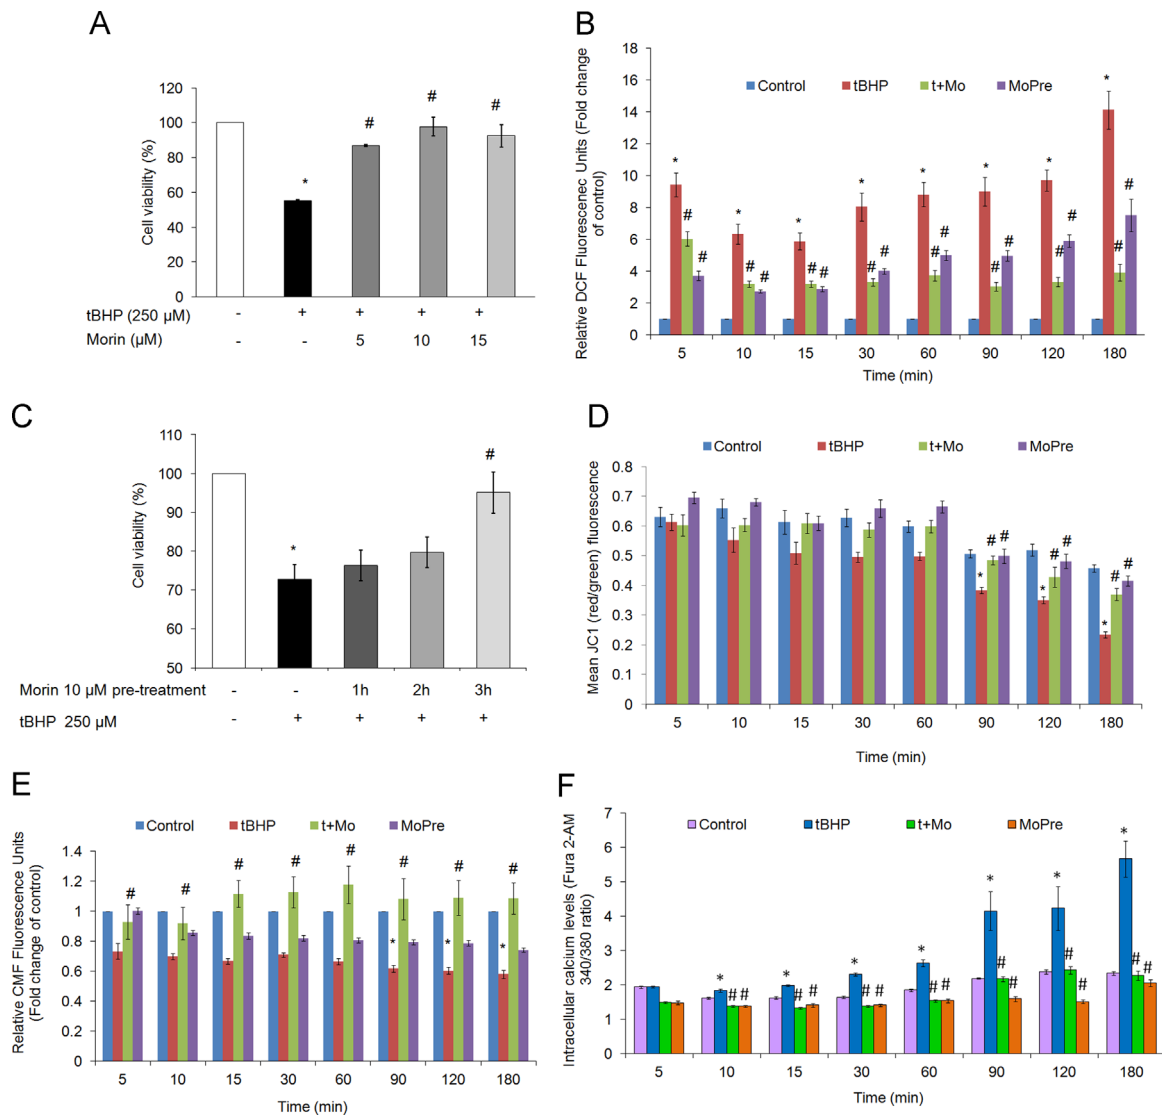 A
Cell viability (%)
120
100
80
60
40
20
0
*
#
#
#
tBHP (250 µM) - + + + +
Morin (µM) - - 5 10 15
B
Relative DCF Fluorescenec Units (Fold change
of control)
18
16
14
12
10
8
6
4
2
0
Control tBHP t+Mo MoPre
* # #
* # #
* # #
* # #
* # #
* # #
* # #
* # #
5 10 15 30 60 90 120 180
Time (min)
C
Cell viability (%)
110
100
90
80
70
60
50
*
#
Morin 10 µM pre-treatment - - 1h 2h 3h
tBHP 250 µM - + + + +
D
Mean JC1 (red/green) fluorescence
Control tBHP t+Mo MoPre
0.8
0.7
0.6
0.5
0.4
0.3
0.2
0.1
0
* # #
* # #
* # #
5 10 15 30 60 90 120 180
Time (min)
E
Relative CMF Fluorescence Units
(Fold change of control)
Control tBHP t+Mo MoPre
1.4
1.2
1
0.8
0.6
0.4
0.2
0
# # # # # # # #
* * *
5 10 15 30 60 90 120 180
Time (min)
F
Intracellular calcium levels (Fura 2-AM
340/380 ratio)
7
6
5
4
3
2
1
0
Control tBHP t+Mo MoPre
* # #
* # #
* # #
* # #
* # #
* # #
* # #
5 10 15 30 60 90 120 180
Time (min)